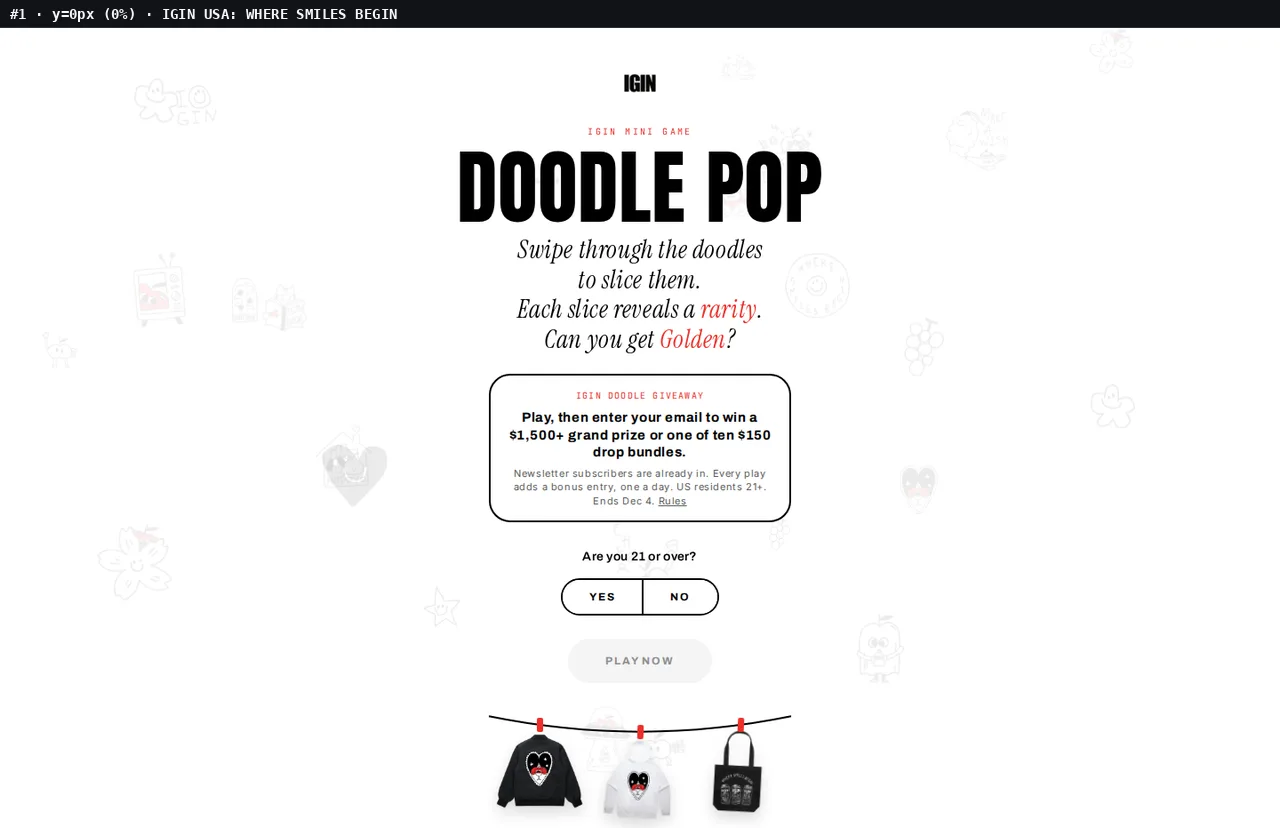 #1 · y=0px (0%) · IGIN USA: WHERE SMILES BEGIN
IGIN
IGIN MINI GAME
DOODLE POP
Swipe through the doodles
to slice them.
Each slice reveals a rarity.
Can you get Golden?
IGIN DOODLE GIVEAWAY
Play, then enter your email to win a
$1,500+ grand prize or one of ten $150
drop bundles.
Newsletter subscribers are already in. Every play
adds a bonus entry, one a day. US residents 21+.
Ends Dec 4. Rules
Are you 21 or over?
YES
NO
PLAY NOW